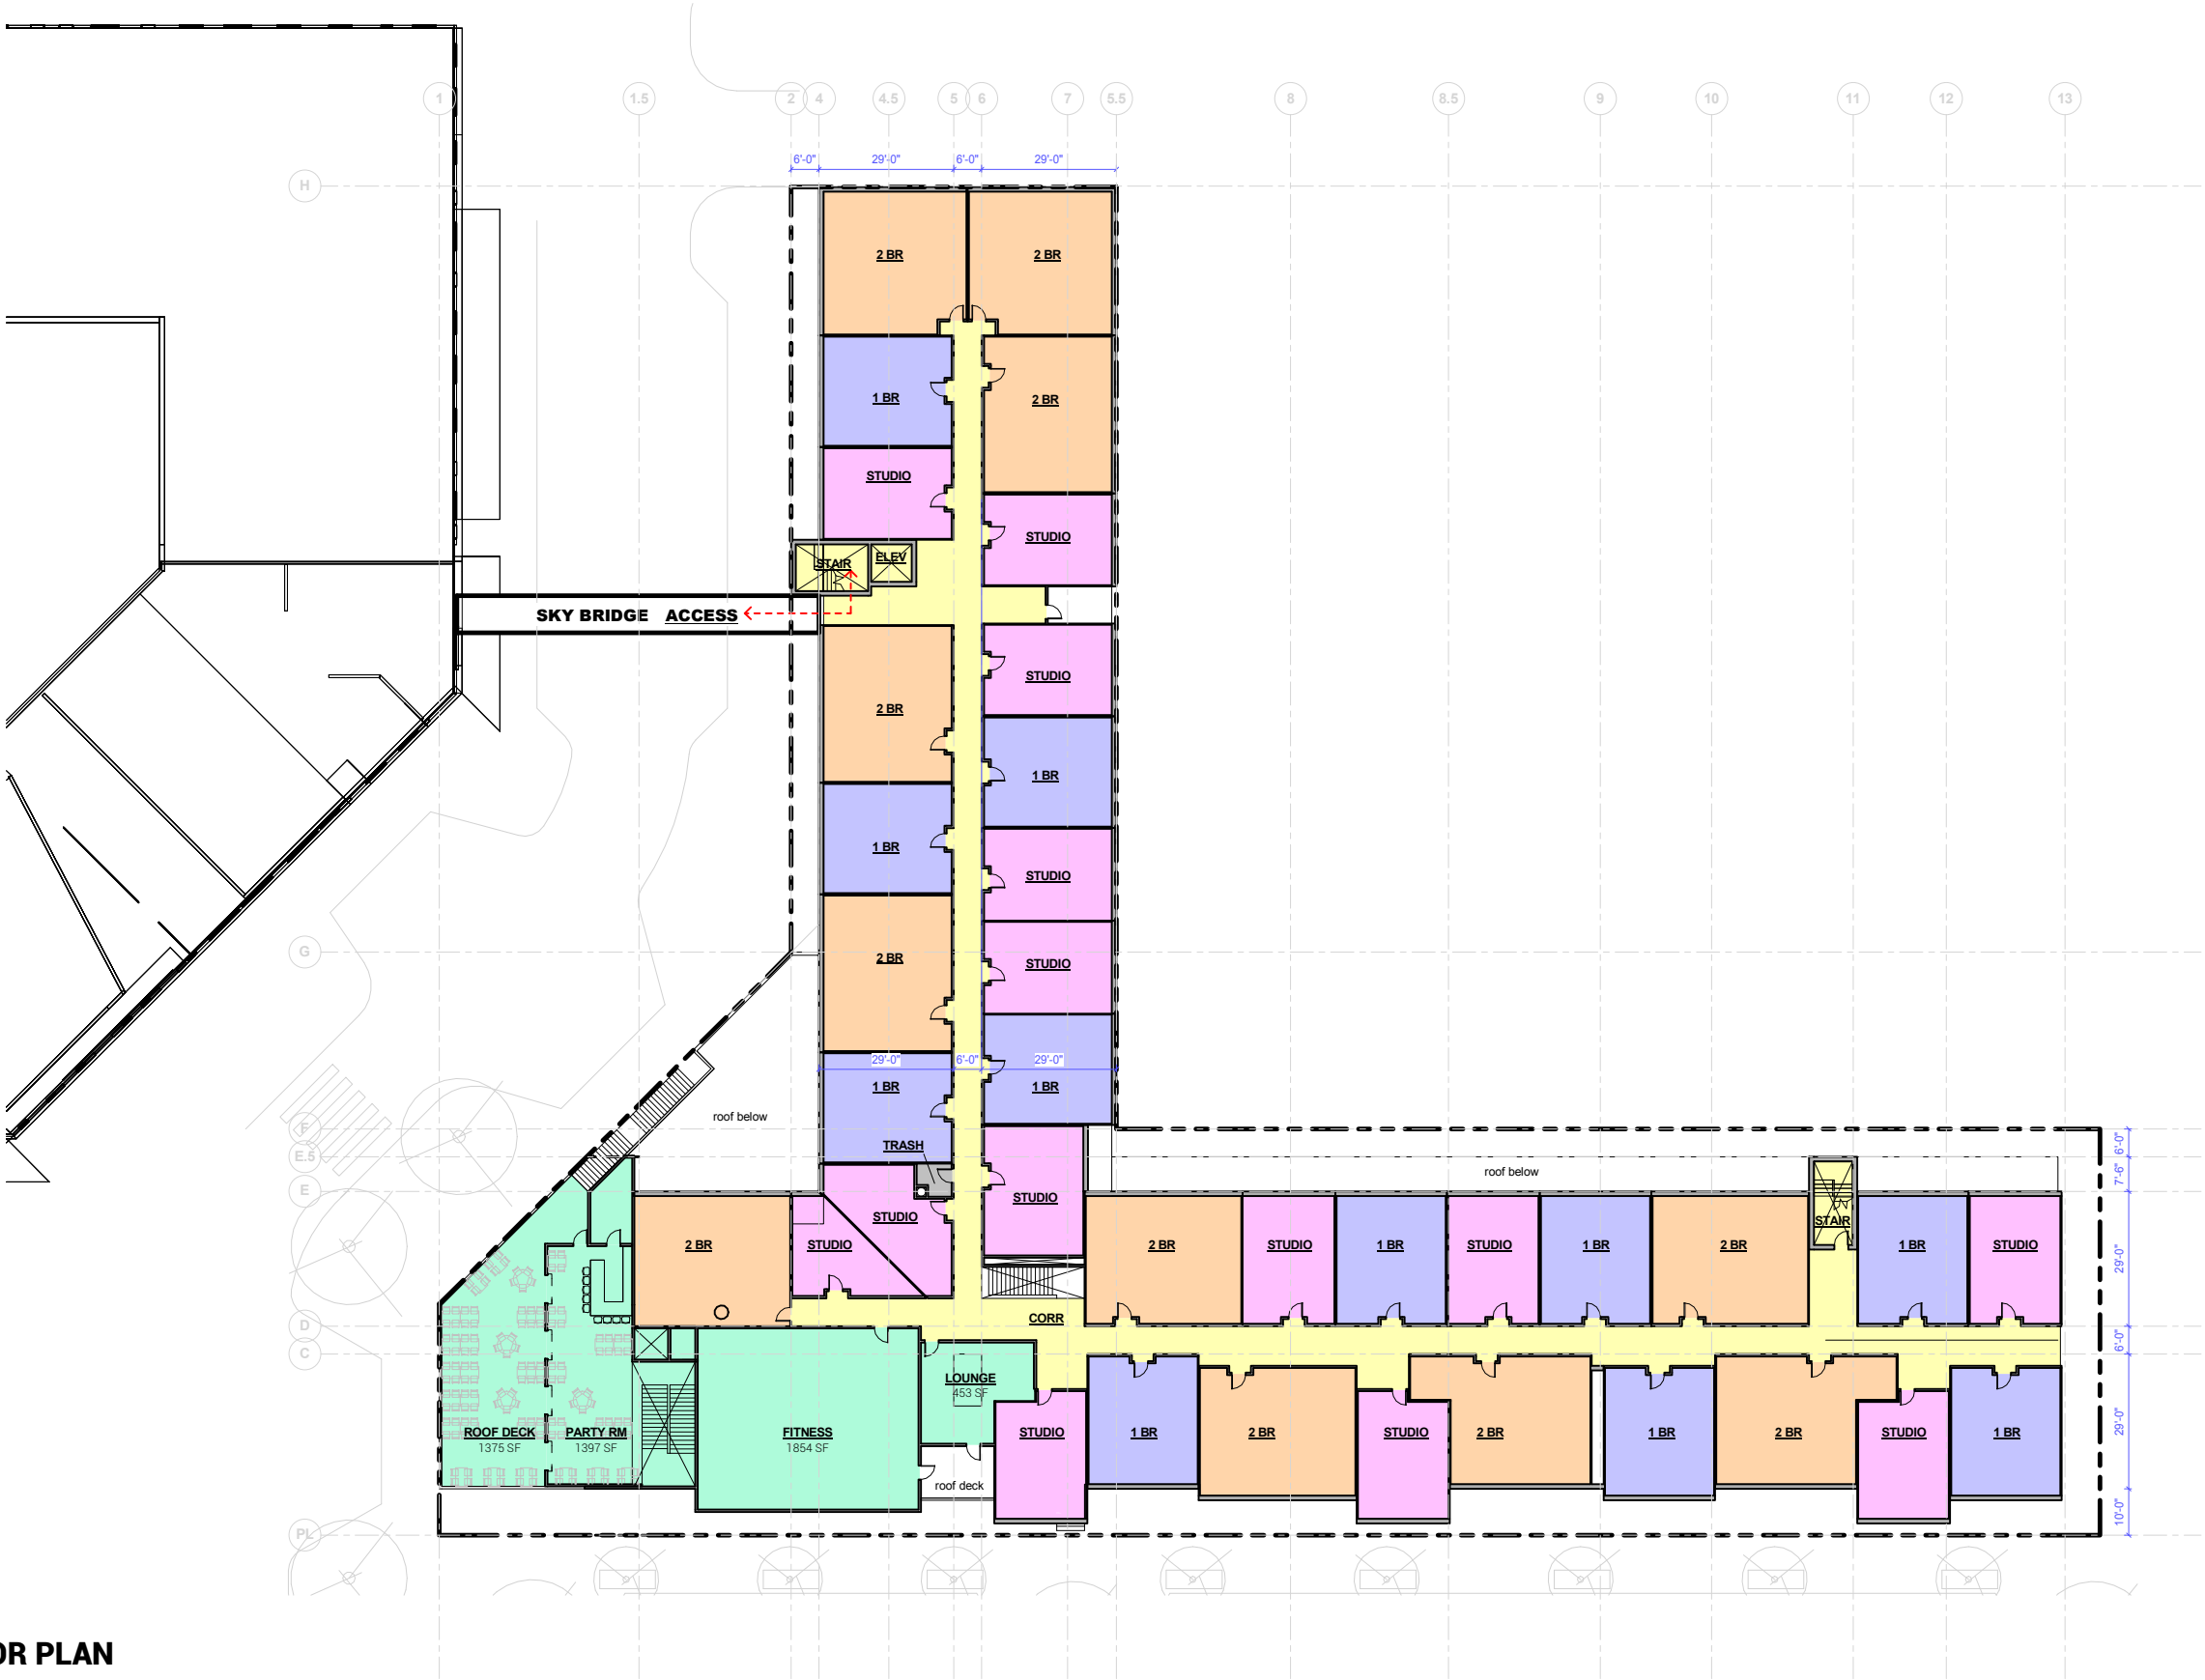 1 1.5 2 4 4.5 5 6 7 5.5 8 8.5 9 10 11 12 13
6'-0" 29'-0" 6'-0" 29'-0"
H
2 BR 2 BR
1 BR 2 BR
STUDIO
STUDIO
STAIR ELEV
SKY BRIDGE ACCESS
STUDIO
2 BR
1 BR
1 BR
STUDIO
G
2 BR STUDIO
29'-0" 6'-0" 29'-0"
1 BR 1 BR
roof below
F
6'-0"
TRASH
E.5
roof below
7'-6"
E
STUDIO
STUDIO
STAIR
2 BR STUDIO 2 BR STUDIO 1 BR STUDIO 1 BR 2 BR 1 BR STUDIO
29'-0"
D
CORR
C
6'-0"
LOUNGE
453 SF
ROOF DECK PARTY RM FITNESS STUDIO 1 BR 2 BR STUDIO 2 BR 1 BR 2 BR STUDIO 1 BR
1375 SF 1397 SF 1854 SF
29'-0"
roof deck
10'-0"
PL
OR PLAN